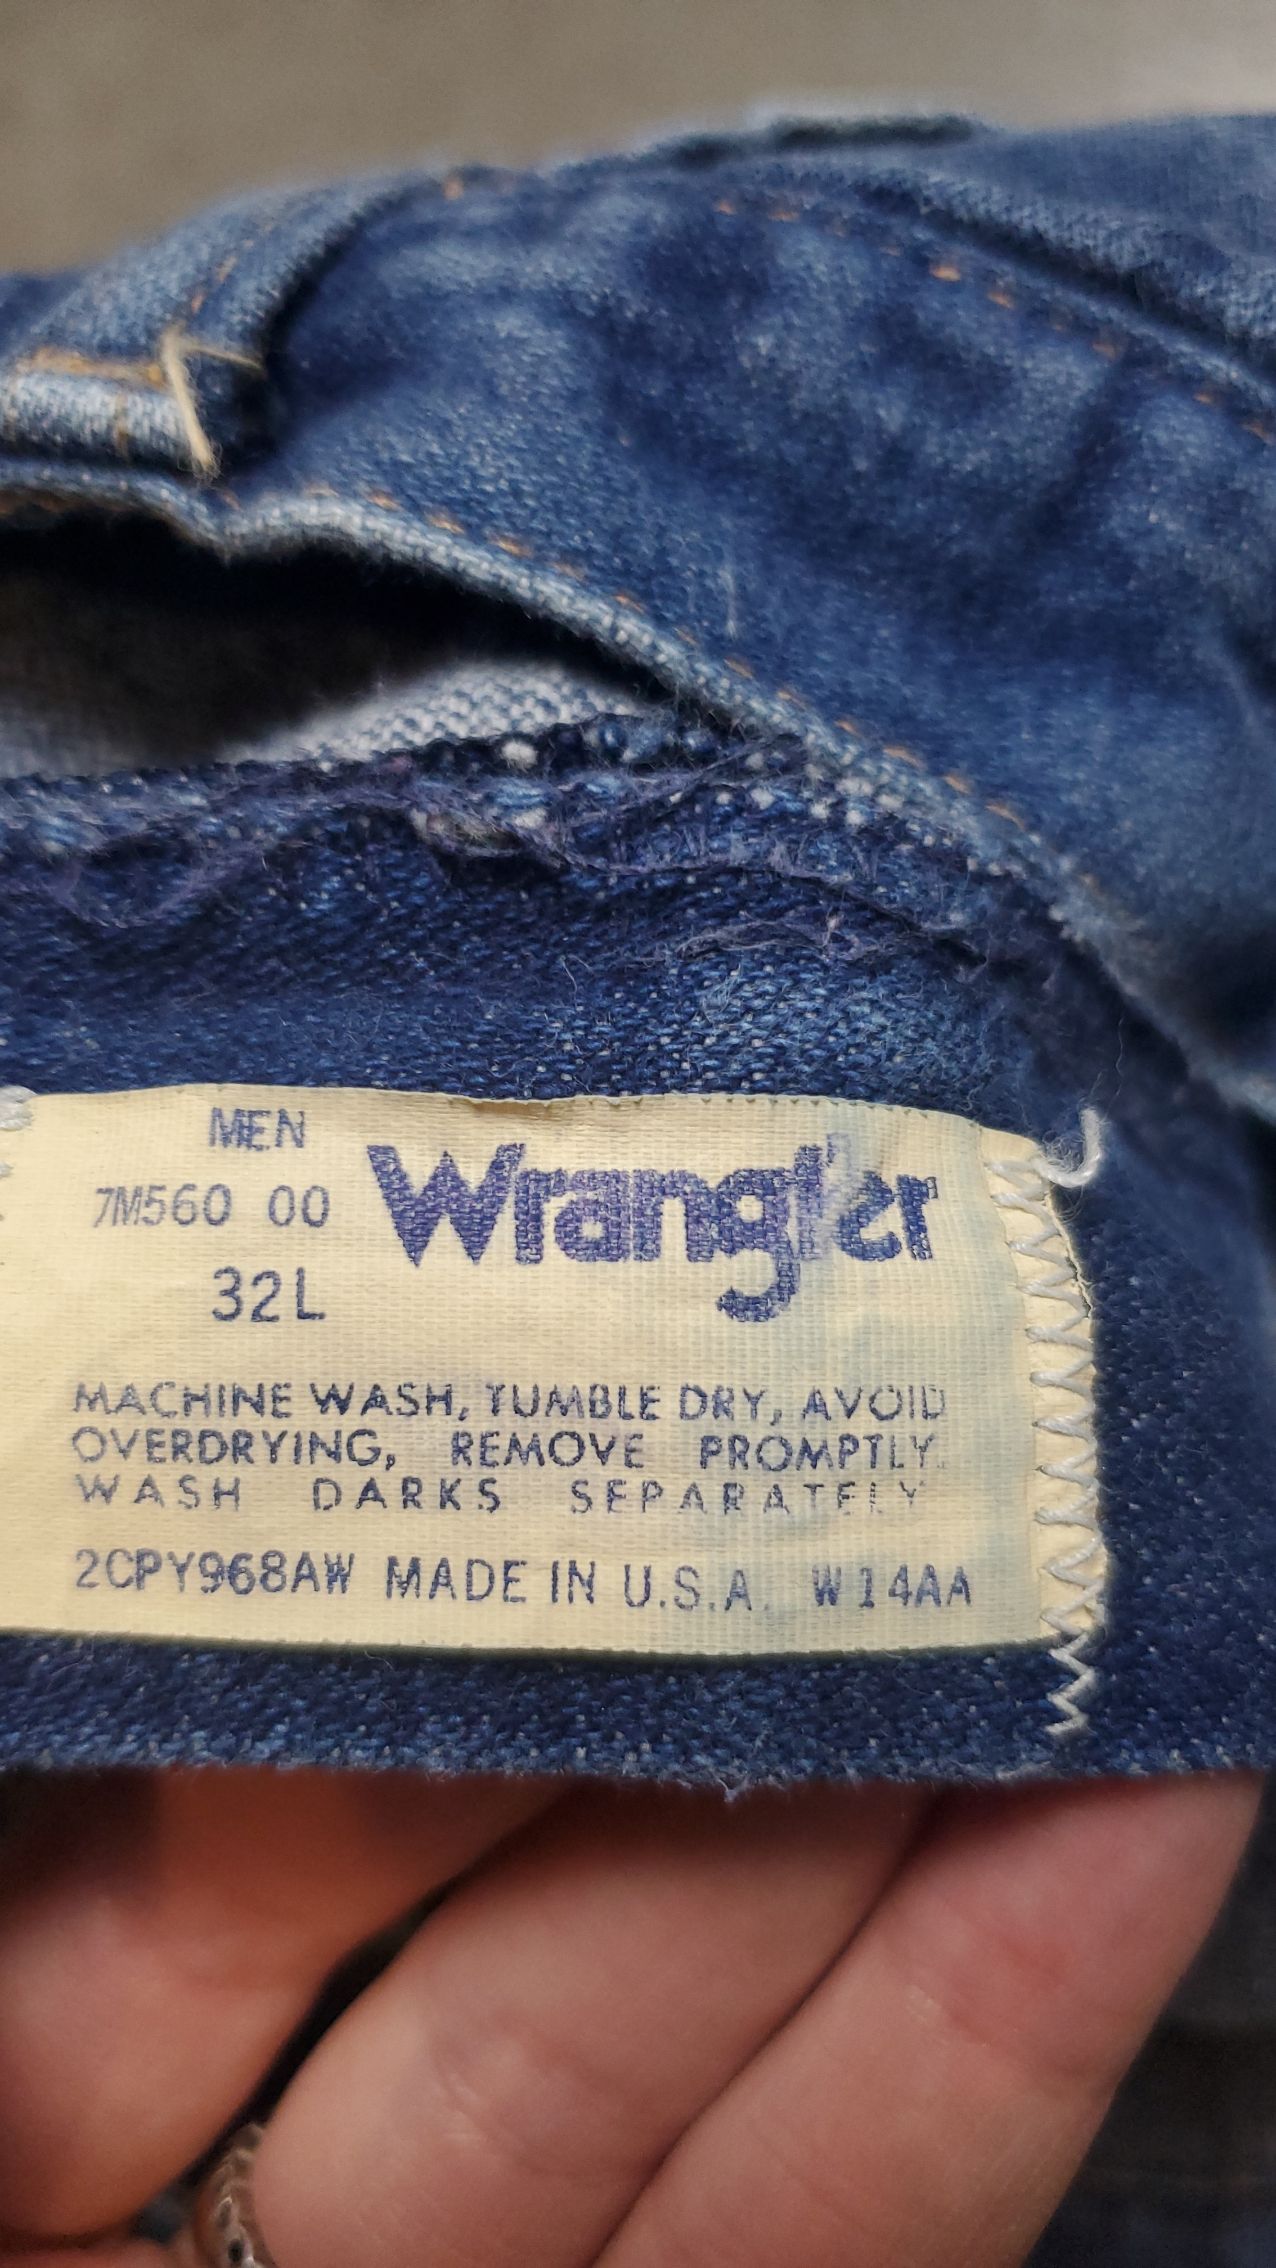 MEN
7M560 00
Wrangler
32L
MACHINE WASH, TUMBLE DRY, AVOID
OVERDRYING, REMOVE PROMPTLY.
WASH DARKS SEPARATELY
2CPY968AW MADE IN U.S.A. W14AA